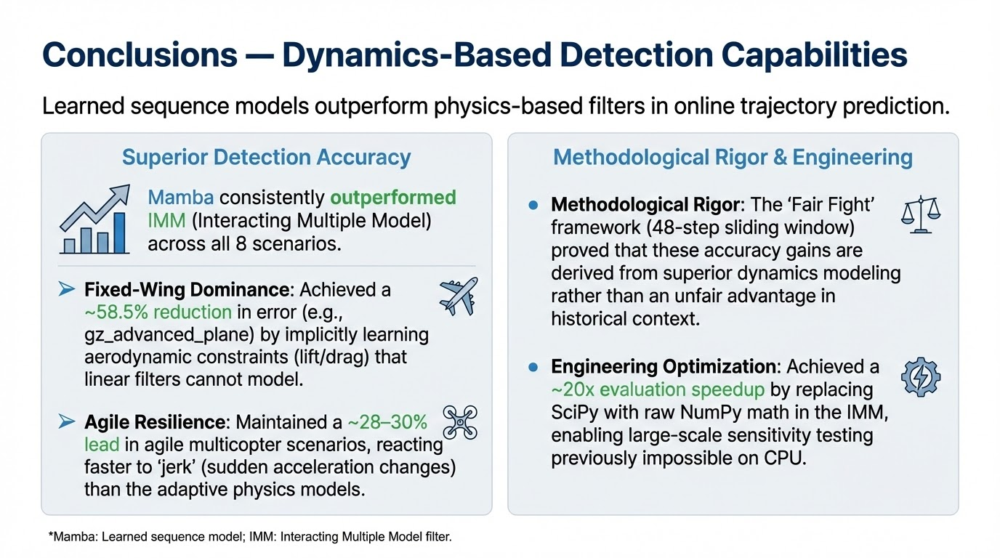 Conclusions — Dynamics-Based Detection Capabilities
Learned sequence models outperform physics-based filters in online trajectory prediction.
Superior Detection Accuracy
Mamba consistently outperformed
IMM (Interacting Multiple Model)
across all 8 scenarios.
Fixed-Wing Dominance: Achieved a
~58.5% reduction in error (e.g.,
gz_advanced_plane) by implicitly learning
aerodynamic constraints (lift/drag) that
linear filters cannot model.
Agile Resilience: Maintained a ~28–30%
lead in agile multicopter scenarios, reacting
faster to ‘jerk’ (sudden acceleration changes)
than the adaptive physics models.
Methodological Rigor & Engineering
Methodological Rigor: The ‘Fair Fight’
framework (48-step sliding window)
proved that these accuracy gains are
derived from superior dynamics modeling
rather than an unfair advantage in
historical context.
Engineering Optimization: Achieved a
~20x evaluation speedup by replacing
SciPy with raw NumPy math in the IMM,
enabling large-scale sensitivity testing
previously impossible on CPU.
*Mamba: Learned sequence model; IMM: Interacting Multiple Model filter.